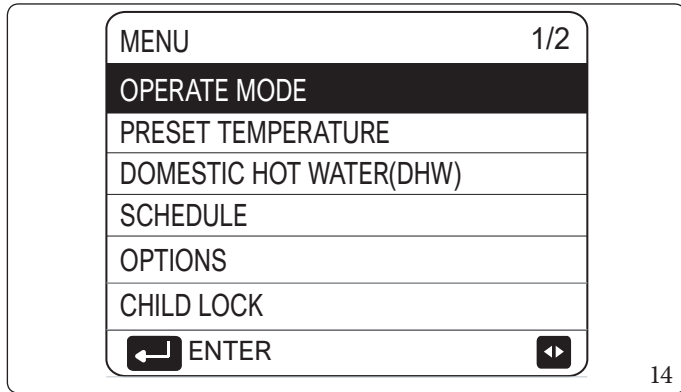 MENU 1/2
OPERATE MODE
PRESET TEMPERATURE
DOMESTIC HOT WATER(DHW)
SCHEDULE
OPTIONS
CHILD LOCK
ENTER
14